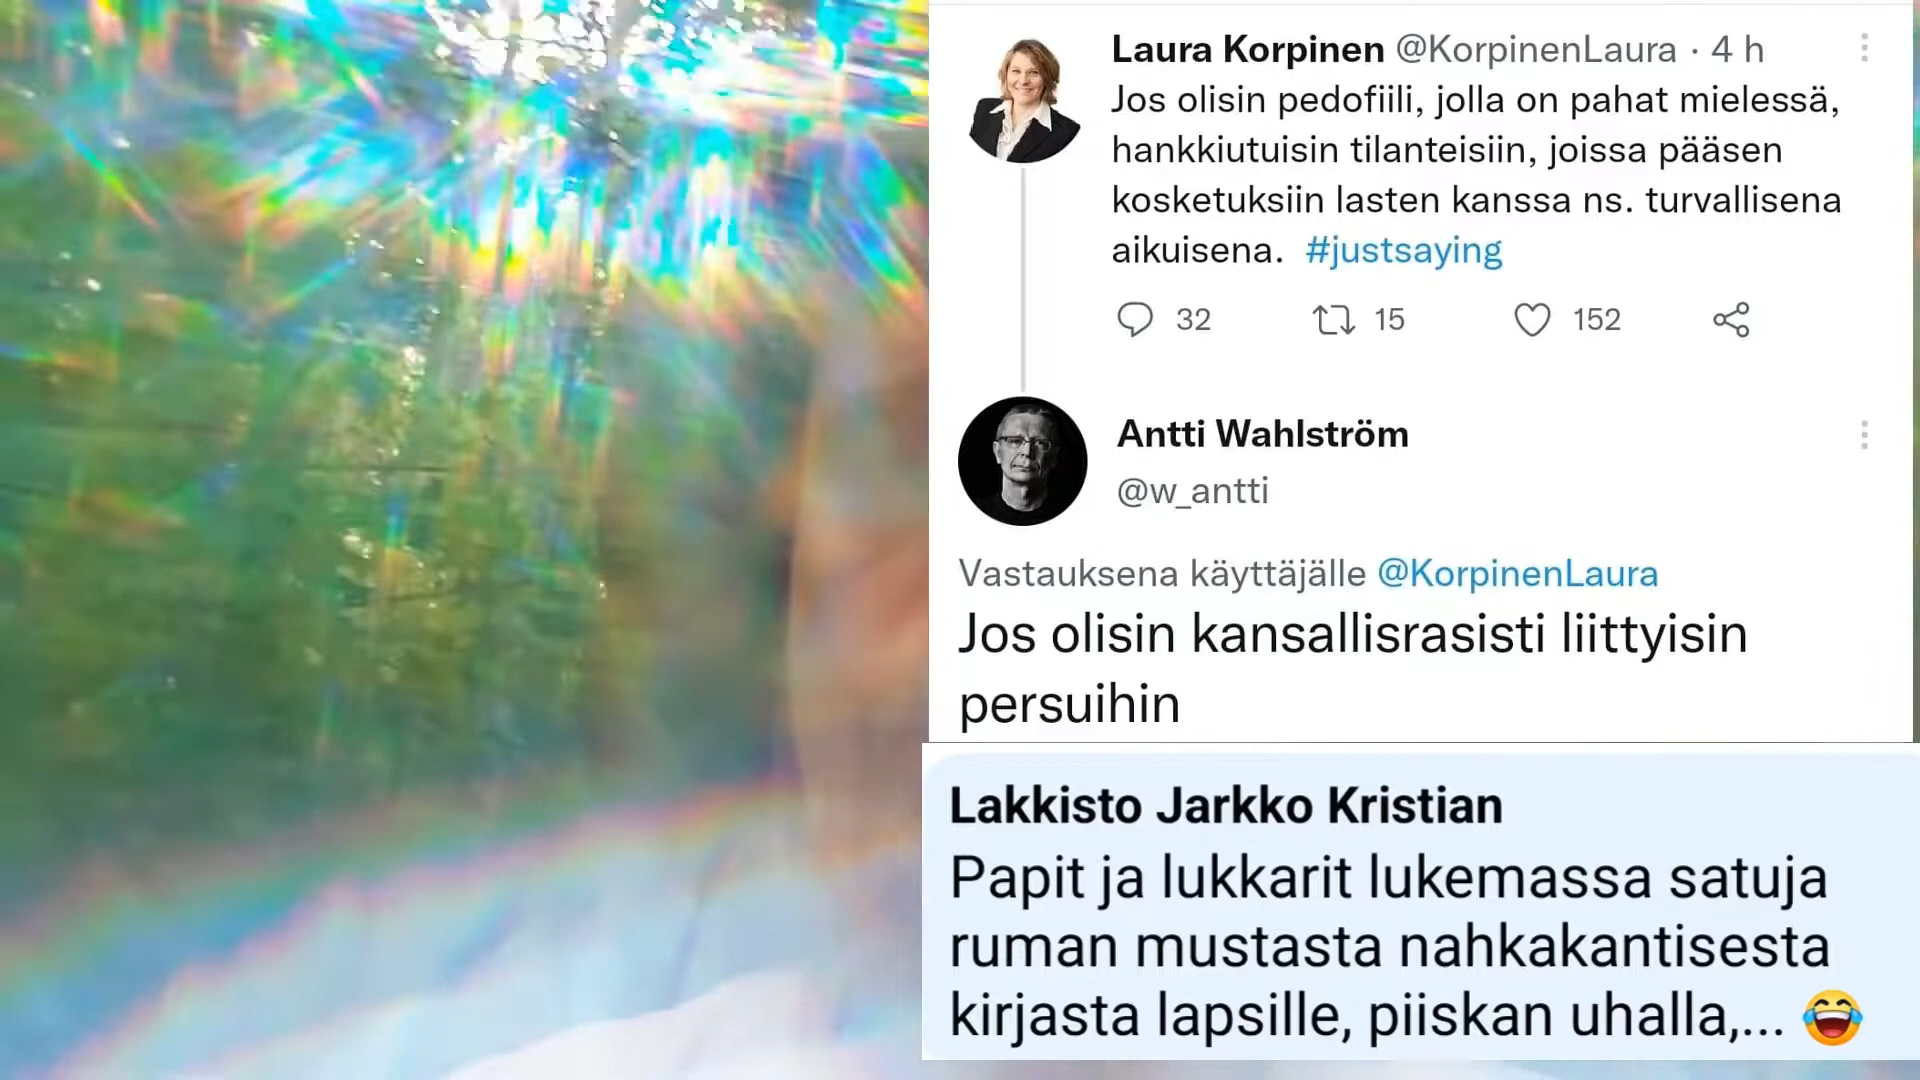 Laura Korpinen @KorpinenLaura · 4 h
Jos olisin pedofiili, jolla on pahat mielessä,
hankkiutuisin tilanteisiin, joissa pääsen
kosketuksiin lasten kanssa ns. turvallisena
aikuisena. #justsaying
32 15 152
Antti Wahlström
@w_antti
Vastauksena käyttäjälle @KorpinenLaura
Jos olisin kansallisrasisti liittyisin
persuihin
Lakkisto Jarkko Kristian
Papit ja lukkarit lukemassa satuja
ruman mustasta nahkakantisesta
kirjasta lapsille, piiskan uhalla,... 😂